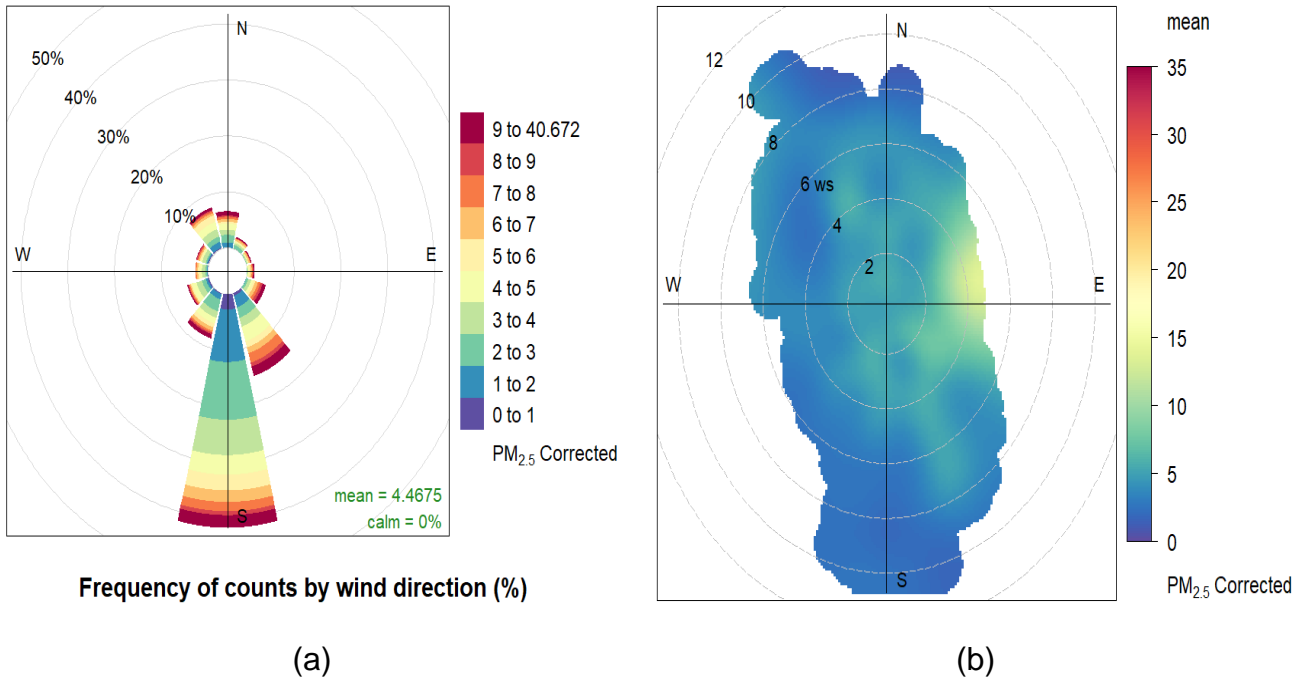 N
50%
40%
30%
20%
10%
W
E
S
mean = 4.4675
calm = 0%
9 to 40.672
8 to 9
7 to 8
6 to 7
5 to 6
4 to 5
3 to 4
2 to 3
1 to 2
0 to 1
PM2.5 Corrected
Frequency of counts by wind direction (%)
(a)
N
12
10
8
6 ws
4
2
W
E
S
mean
35
30
25
20
15
10
5
0
PM2.5 Corrected
(b)